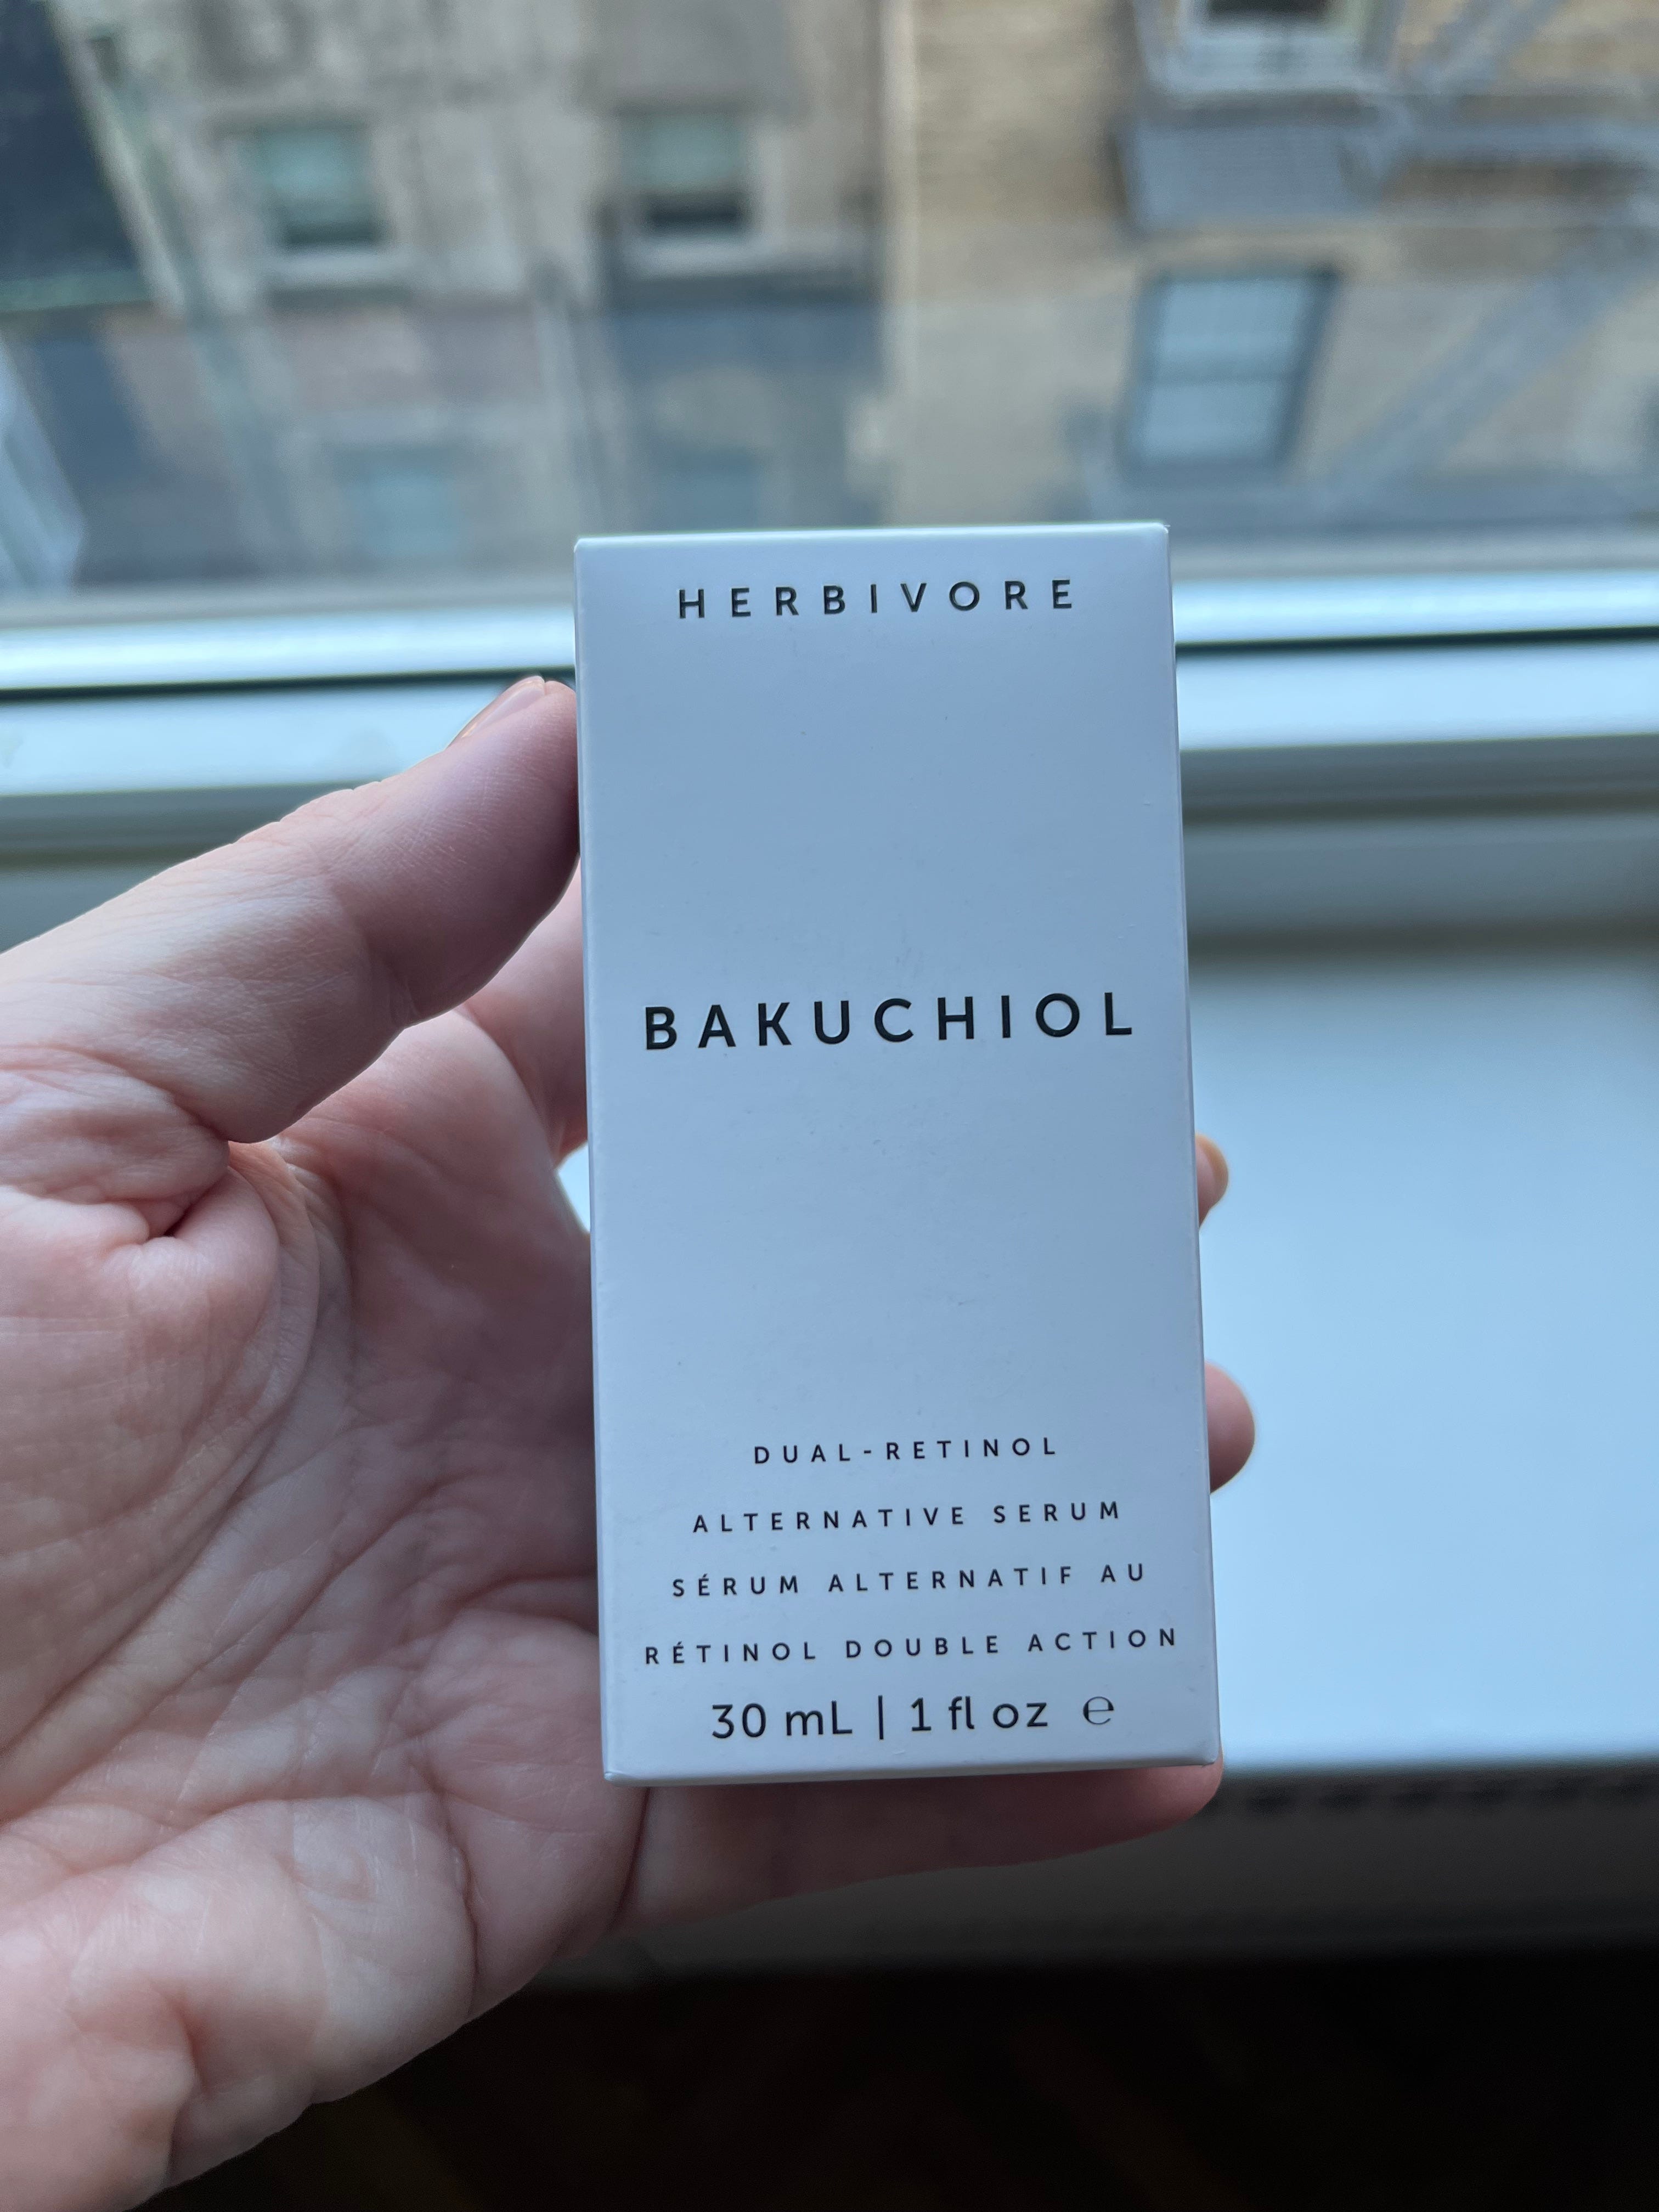 HERBIVORE
BAKUCHIOL
DUAL-RETINOL
ALTERNATIVE SERUM
SÉRUM ALTERNATIF AU
RÉTINOL DOUBLE ACTION
30 mL | 1 fl oz ℮